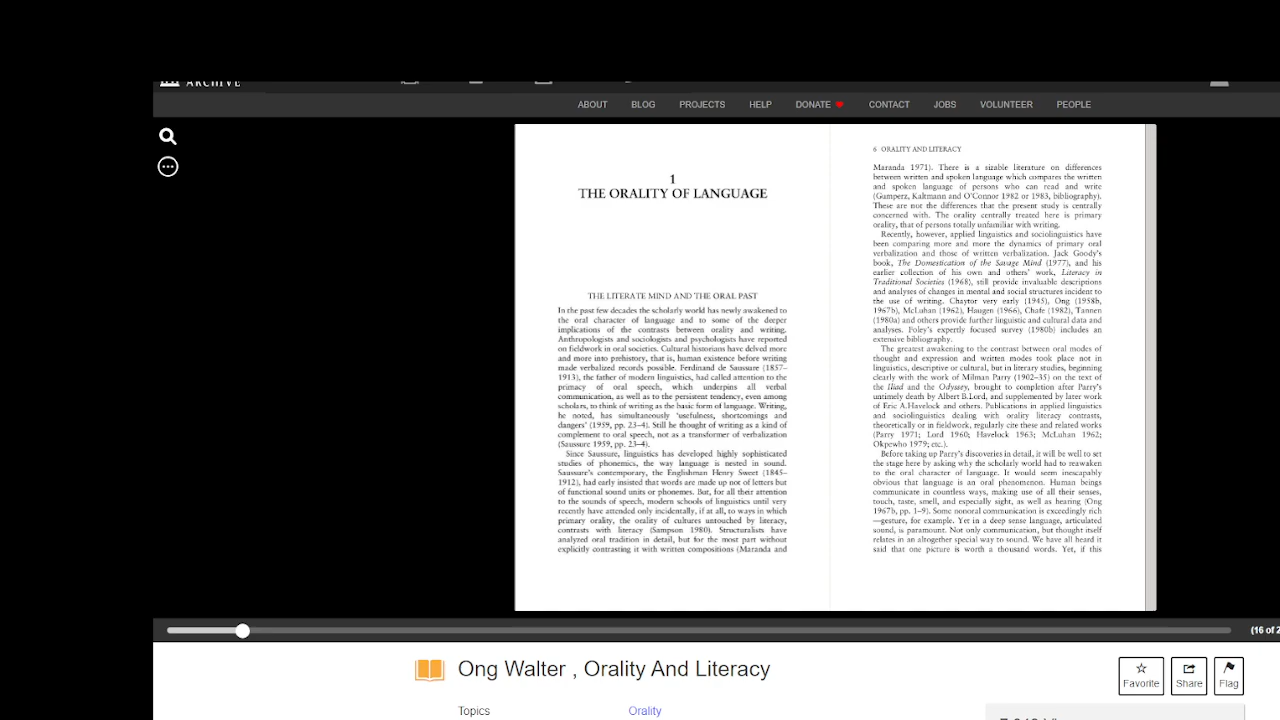 ARCHIVE
ABOUT BLOG PROJECTS HELP DONATE CONTACT JOBS VOLUNTEER PEOPLE
1
THE ORALITY OF LANGUAGE
THE LITERATE MIND AND THE ORAL PAST
In the past few decades the scholarly world has newly awakened to
the oral character of language and to some of the deeper
implications of the contrasts between orality and writing.
Anthropologists and sociologists and psychologists have reported
on fieldwork in oral societies. Cultural historians have delved more
and more into prehistory, that is, human existence before writing
made verbalized records possible. Ferdinand de Saussure (1857–
1913), the father of modern linguistics, had called attention to the
primacy of oral speech, which underpins all verbal
communication, as well as to the persistent tendency, even among
scholars, to think of writing as the basic form of language. Writing,
he noted, has simultaneously 'usefulness, shortcomings and
dangers' (1959, pp. 23–4). Still he thought of writing as a kind of
complement to oral speech, not as a transformer of verbalization
(Saussure 1959, pp. 23–4).
Since Saussure, linguistics has developed highly sophisticated
studies of phonemics, the way language is nested in sound.
Saussure's contemporary, the Englishman Henry Sweet (1845–
1912), had early insisted that words are made up not of letters but
of functional sound units or phonemes. But, for all their attention
to the sounds of speech, modern schools of linguistics until very
recently have attended only incidentally, if at all, to ways in which
primary orality, the orality of cultures untouched by literacy,
contrasts with literacy (Sampson 1980). Structuralists have
analyzed oral tradition in detail, but for the most part without
explicitly contrasting it with written compositions (Maranda and
6 ORALITY AND LITERACY
Maranda 1971). There is a sizable literature on differences
between written and spoken language which compares the written
and spoken language of persons who can read and write
(Gumperz, Kaltmann and O'Connor 1982 or 1983, bibliography).
These are not the differences that the present study is centrally
concerned with. The orality centrally treated here is primary
orality, that of persons totally unfamiliar with writing.
Recently, however, applied linguistics and sociolinguistics have
been comparing more and more the dynamics of primary oral
verbalization and those of written verbalization. Jack Goody's
book, The Domestication of the Savage Mind (1977), and his
earlier collection of his own and others' work, Literacy in
Traditional Societies (1968), still provide invaluable descriptions
and analyses of changes in mental and social structures incident to
the use of writing. Chaytor very early (1945), Ong (1958b,
1967b), McLuhan (1962), Haugen (1966), Chafe (1982), Tannen
(1980a) and others provide further linguistic and cultural data and
analyses. Foley's expertly focused survey (1980b) includes an
extensive bibliography.
The greatest awakening to the contrast between oral modes of
thought and expression and written modes took place not in
linguistics, descriptive or cultural, but in literary studies, beginning
clearly with the work of Milman Parry (1902–35) on the text of
the Iliad and the Odyssey, brought to completion after Parry's
untimely death by Albert B.Lord, and supplemented by later work
of Eric A.Havelock and others. Publications in applied linguistics
and sociolinguistics dealing with orality literacy contrasts,
theoretically or in fieldwork, regularly cite these and related works
(Parry 1971; Lord 1960; Havelock 1963; McLuhan 1962;
Okpewho 1979; etc.).
Before taking up Parry's discoveries in detail, it will be well to set
the stage here by asking why the scholarly world had to reawaken
to the oral character of language. It would seem inescapably
obvious that language is an oral phenomenon. Human beings
communicate in countless ways, making use of all their senses,
touch, taste, smell, and especially sight, as well as hearing (Ong
1967b, pp. 1–9). Some nonoral communication is exceedingly rich
—gesture, for example. Yet in a deep sense language, articulated
sound, is paramount. Not only communication, but thought itself
relates in an altogether special way to sound. We have all heard it
said that one picture is worth a thousand words. Yet, if this
(16 of 2
Ong Walter , Orality And Literacy
Favorite Share Flag
Topics Orality